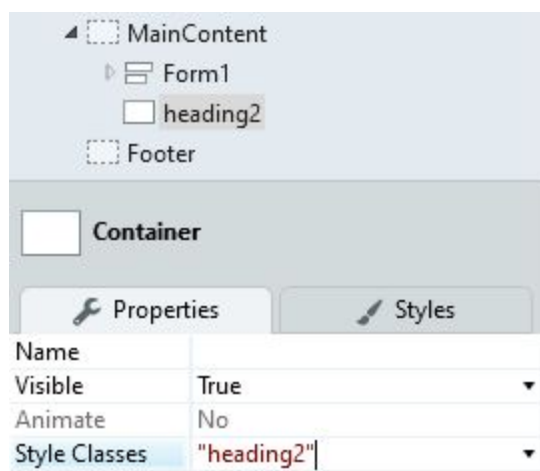 MainContent
Form1
heading2
Footer
Container
Properties Styles
Name
Visible True
Animate No
Style Classes "heading2"